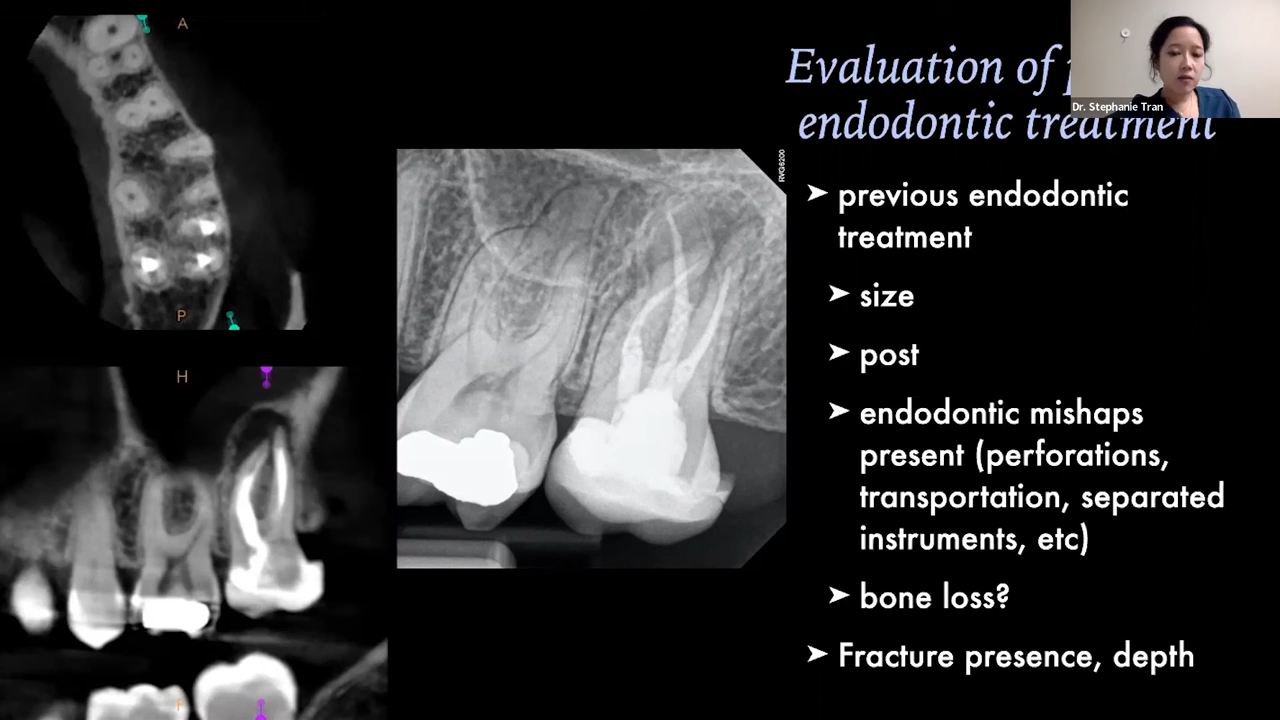 A
P
H
F
RVG6200
Evaluation of
endodontic treatment
Dr. Stephanie Tran
➤ previous endodontic
treatment
➤ size
➤ post
➤ endodontic mishaps
present (perforations,
transportation, separated
instruments, etc)
➤ bone loss?
➤ Fracture presence, depth